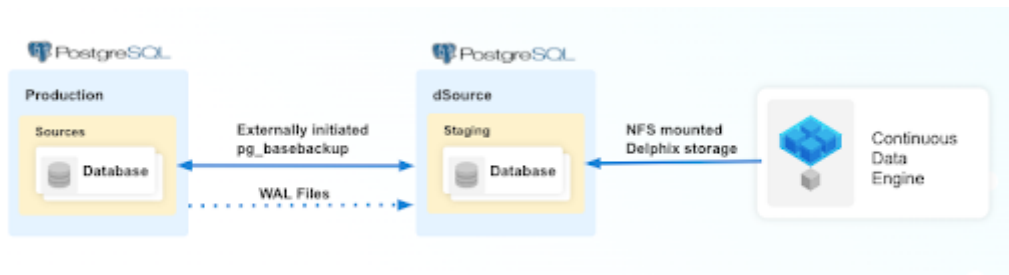 PostgreSQL
PostgreSQL
Production
dSource
Sources
Database
Externally initiated
pg_basebackup
WAL Files
Staging
Database
NFS mounted
Delphix storage
Continuous
Data
Engine